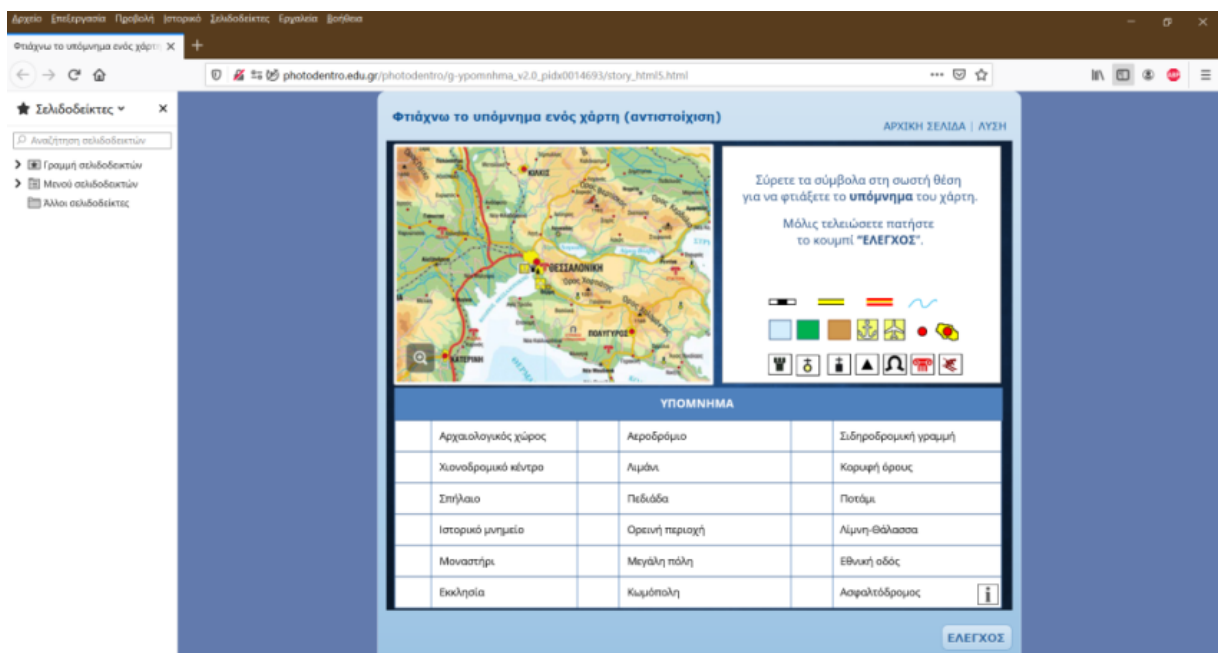 Αρχείο Επεξεργασία Προβολή Ιστορικό Σελιδοδείκτες Εργαλεία Βοήθεια
Φτιάχνω το υπόμνημα ενός χάρτη
photodentro.edu.gr/photodentro/g-ypomnhma_v2.0_pidx0014693/story_html5.html
Σελιδοδείκτες
Αναζήτηση σελιδοδεικτών
Γραμμή σελιδοδεικτών
Μενού σελιδοδεικτών
Άλλοι σελιδοδείκτες
Φτιάχνω το υπόμνημα ενός χάρτη (αντιστοίχιση)
ΑΡΧΙΚΗ ΣΕΛΙΔΑ | ΛΥΣΗ
ΚΙΛΚΙΣ
ΘΕΣΣΑΛΟΝΙΚΗ
ΠΟΛΥΓΥΡΟΣ
ΚΑΤΕΡΙΝΗ
Σύρετε τα σύμβολα στη σωστή θέση
για να φτιάξετε το υπόμνημα του χάρτη.
Μόλις τελειώσετε πατήστε
το κουμπί "ΕΛΕΓΧΟΣ".
ΥΠΟΜΝΗΜΑ
Αρχαιολογικός χώρος Αεροδρόμιο Σιδηροδρομική γραμμή
Χιονοδρομικό κέντρο Λιμάνι Κορυφή όρους
Σπήλαιο Πεδιάδα Ποτάμι
Ιστορικό μνημείο Ορεινή περιοχή Λίμνη-Θάλασσα
Μοναστήρι Μεγάλη πόλη Εθνική οδός
Εκκλησία Κωμόπολη Ασφαλτόδρομος
i
ΕΛΕΓΧΟΣ